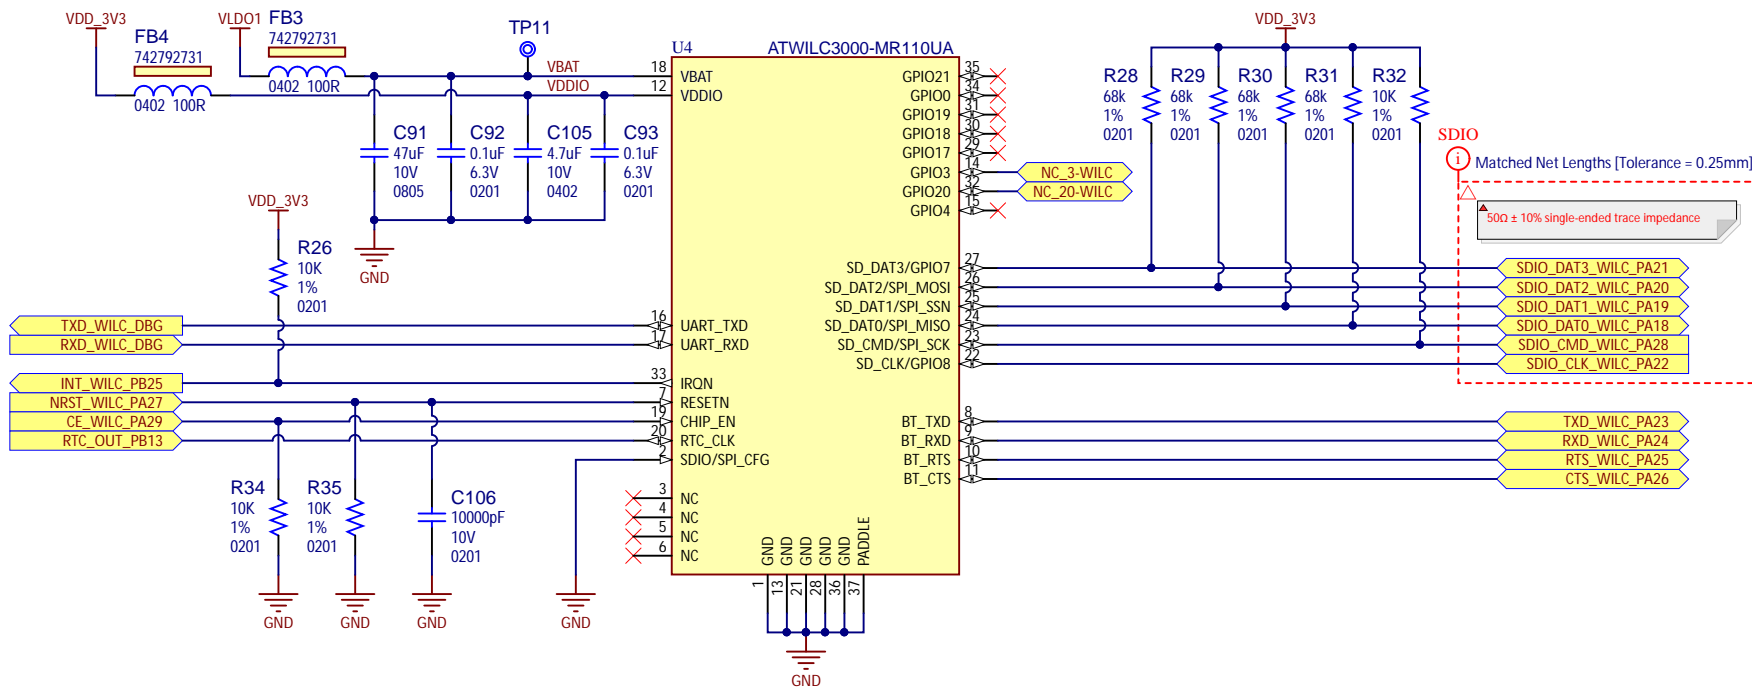 VDD_3V3
FB4
742792731
0402 100R
VLDO1
FB3
742792731
0402 100R
TP11
VBAT
VDDIO
C91
47uF
10V
0805
C92
0.1uF
6.3V
0201
C105
4.7uF
10V
0402
C93
0.1uF
6.3V
0201
GND
VDD_3V3
R26
10K
1%
0201
TXD_WILC_DBG
RXD_WILC_DBG
INT_WILC_PB25
NRST_WILC_PA27
CE_WILC_PA29
RTC_OUT_PB13
R34
10K
1%
0201
R35
10K
1%
0201
C106
10000pF
10V
0201
GND
GND
GND
GND
U4
ATWILC3000-MR110UA
18 VBAT
12 VDDIO
16 UART_TXD
17 UART_RXD
33 IRQN
7 RESETN
19 CHIP_EN
20 RTC_CLK
2 SDIO/SPI_CFG
3 NC
4 NC
5 NC
6 NC
GPIO21 35
GPIO0 34
GPIO19 31
GPIO18 30
GPIO17 29
GPIO3 14
GPIO20 32
GPIO4 15
SD_DAT3/GPIO7 27
SD_DAT2/SPI_MOSI 26
SD_DAT1/SPI_SSN 25
SD_DAT0/SPI_MISO 24
SD_CMD/SPI_SCK 23
SD_CLK/GPIO8 22
BT_TXD 8
BT_RXD 9
BT_RTS 10
BT_CTS 11
GND 1
GND 13
GND 21
GND 28
GND 36
PADDLE 37
GND
NC_3-WILC
NC_20-WILC
VDD_3V3
R28
68k
1%
0201
R29
68k
1%
0201
R30
68k
1%
0201
R31
68k
1%
0201
R32
10K
1%
0201
SDIO
i
Matched Net Lengths [Tolerance = 0.25mm]
50Ω ± 10% single-ended trace impedance
SDIO_DAT3_WILC_PA21
SDIO_DAT2_WILC_PA20
SDIO_DAT1_WILC_PA19
SDIO_DAT0_WILC_PA18
SDIO_CMD_WILC_PA28
SDIO_CLK_WILC_PA22
TXD_WILC_PA23
RXD_WILC_PA24
RTS_WILC_PA25
CTS_WILC_PA26